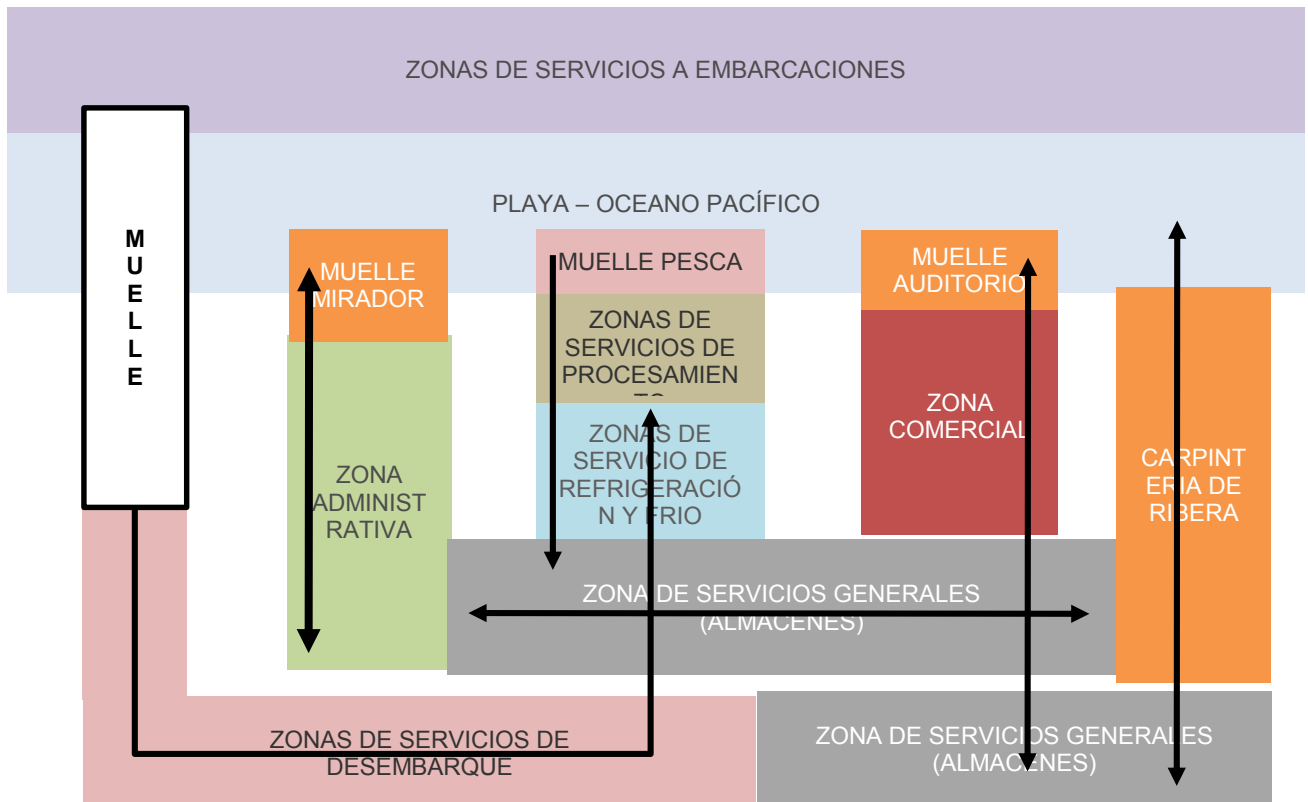 ZONAS DE SERVICIOS A EMBARCACIONES
PLAYA – OCEANO PACÍFICO
M
U
E
L
L
E
MUELLE
MIRADOR
MUELLE PESCA
MUELLE
AUDITORIO
ZONAS DE
SERVICIOS DE
PROCESAMIEN
TO
ZONA
COMERCIAL
ZONAS DE
SERVICIO DE
REFRIGERACIÓ
N Y FRIO
CARPINT
ERIA DE
RIBERA
ZONA
ADMINIST
RATIVA
ZONA DE SERVICIOS GENERALES
(ALMACENES)
ZONAS DE SERVICIOS DE
DESEMBARQUE
ZONA DE SERVICIOS GENERALES
(ALMACENES)